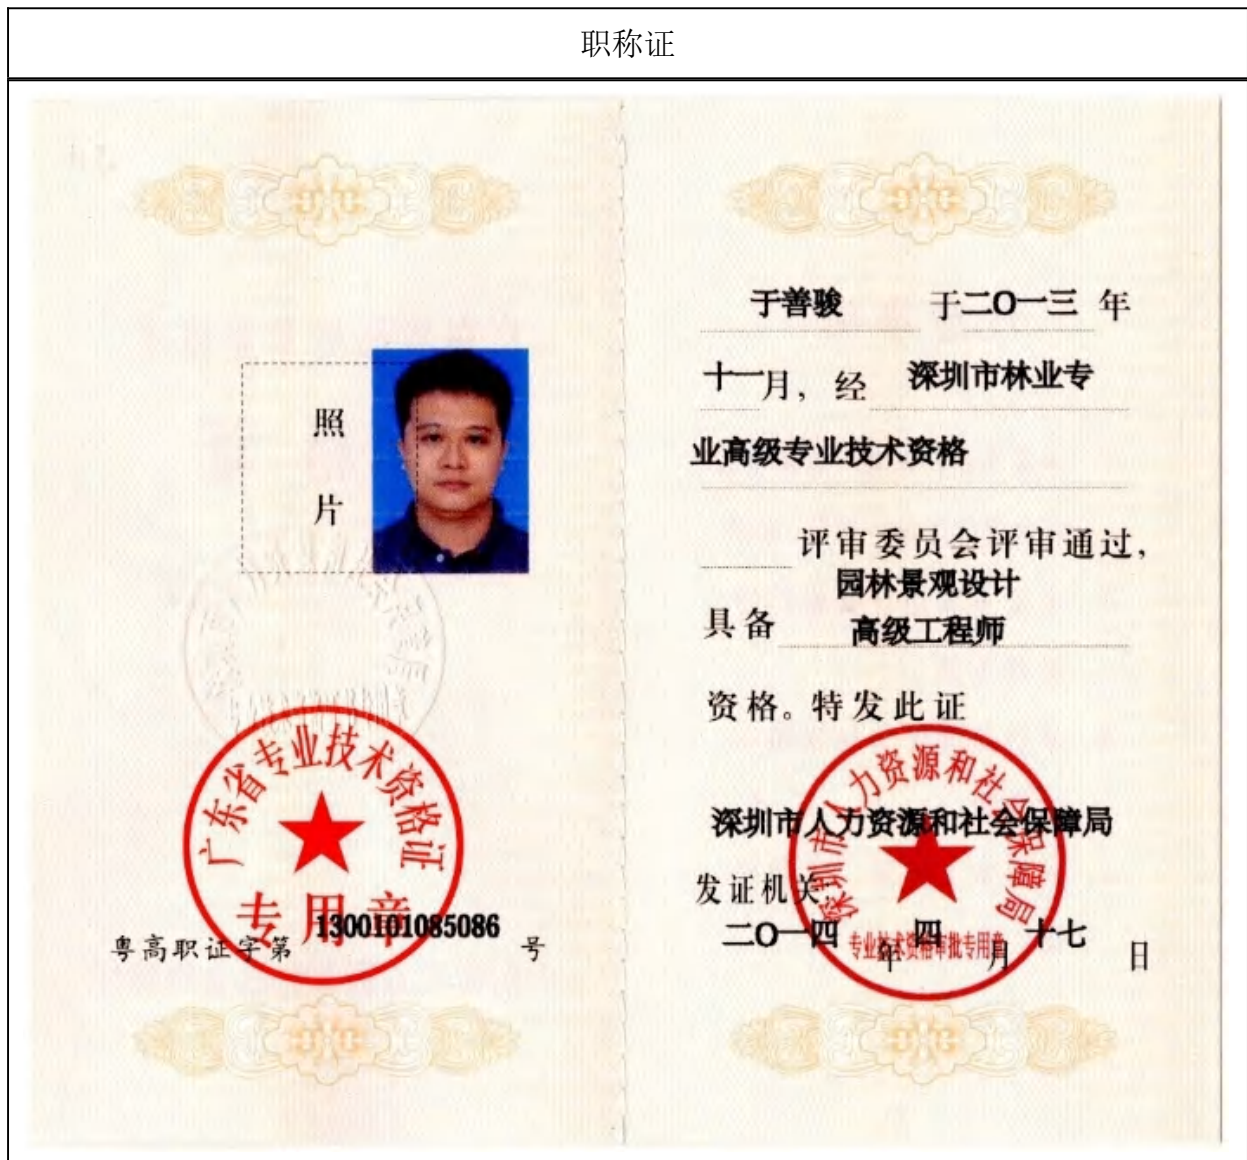 职称证
照
片
广东省专业技术资格证
专用章
粤高职证字第 1300101085086 号
于善骏 于二〇一三 年
十一月，经 深圳市林业专
业高级专业技术资格
评审委员会评审通过，
园林景观设计
具备 高级工程师
资格。特发此证
深圳市人力资源和社会保障局
深圳市人力资源和社会保障局
发证机关：
专业技术资格审批专用章
二〇一四 年 四 月 十七 日